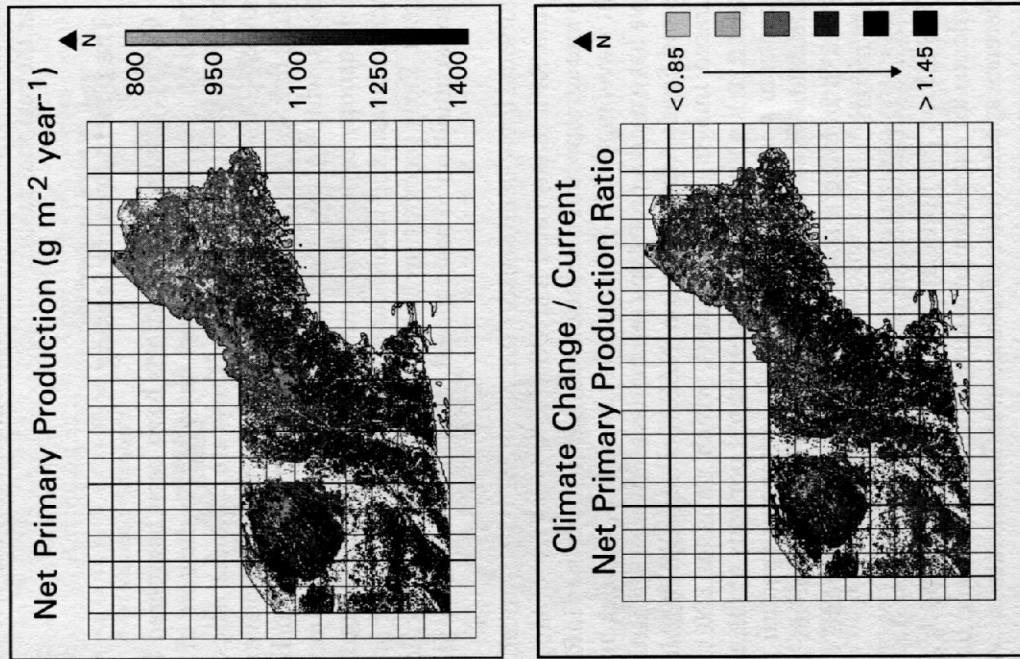 Net Primary Production (g m-2 year-1)
N
800
950
1100
1250
1400
Climate Change / Current
Net Primary Production Ratio
N
<0.85
>1.45